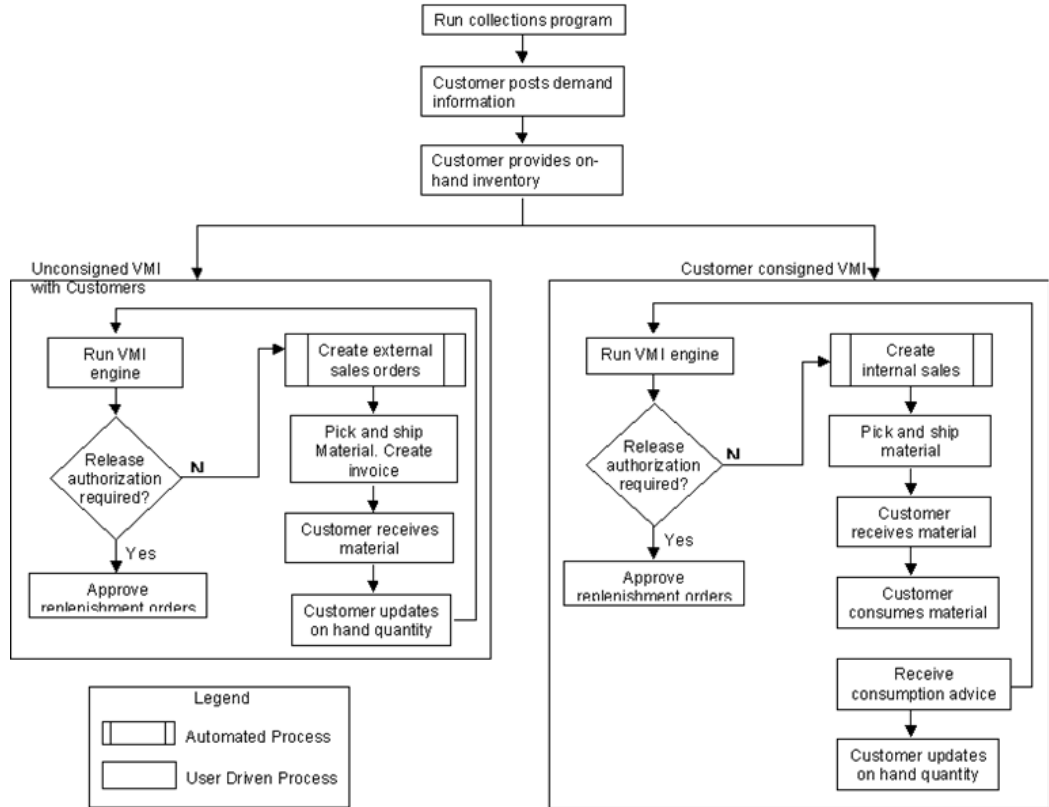 Run collections program
Customer posts demand
information
Customer provides on-
hand inventory
Unconsigned VMI
with Customers
Run VMI
engine
Release
authorization
required?
N
Yes
Approve
replenishment orders
Create external
sales orders
Pick and ship
Material. Create
invoice
Customer receives
material
Customer updates
on hand quantity
Customer consigned VMI
Run VMI engine
Release
authorization
required?
N
Yes
Approve
replenishment orders
Create
internal sales
Pick and ship
material
Customer
receives material
Customer
consumes material
Receive
consumption advice
Customer updates
on hand quantity
Legend
Automated Process
User Driven Process